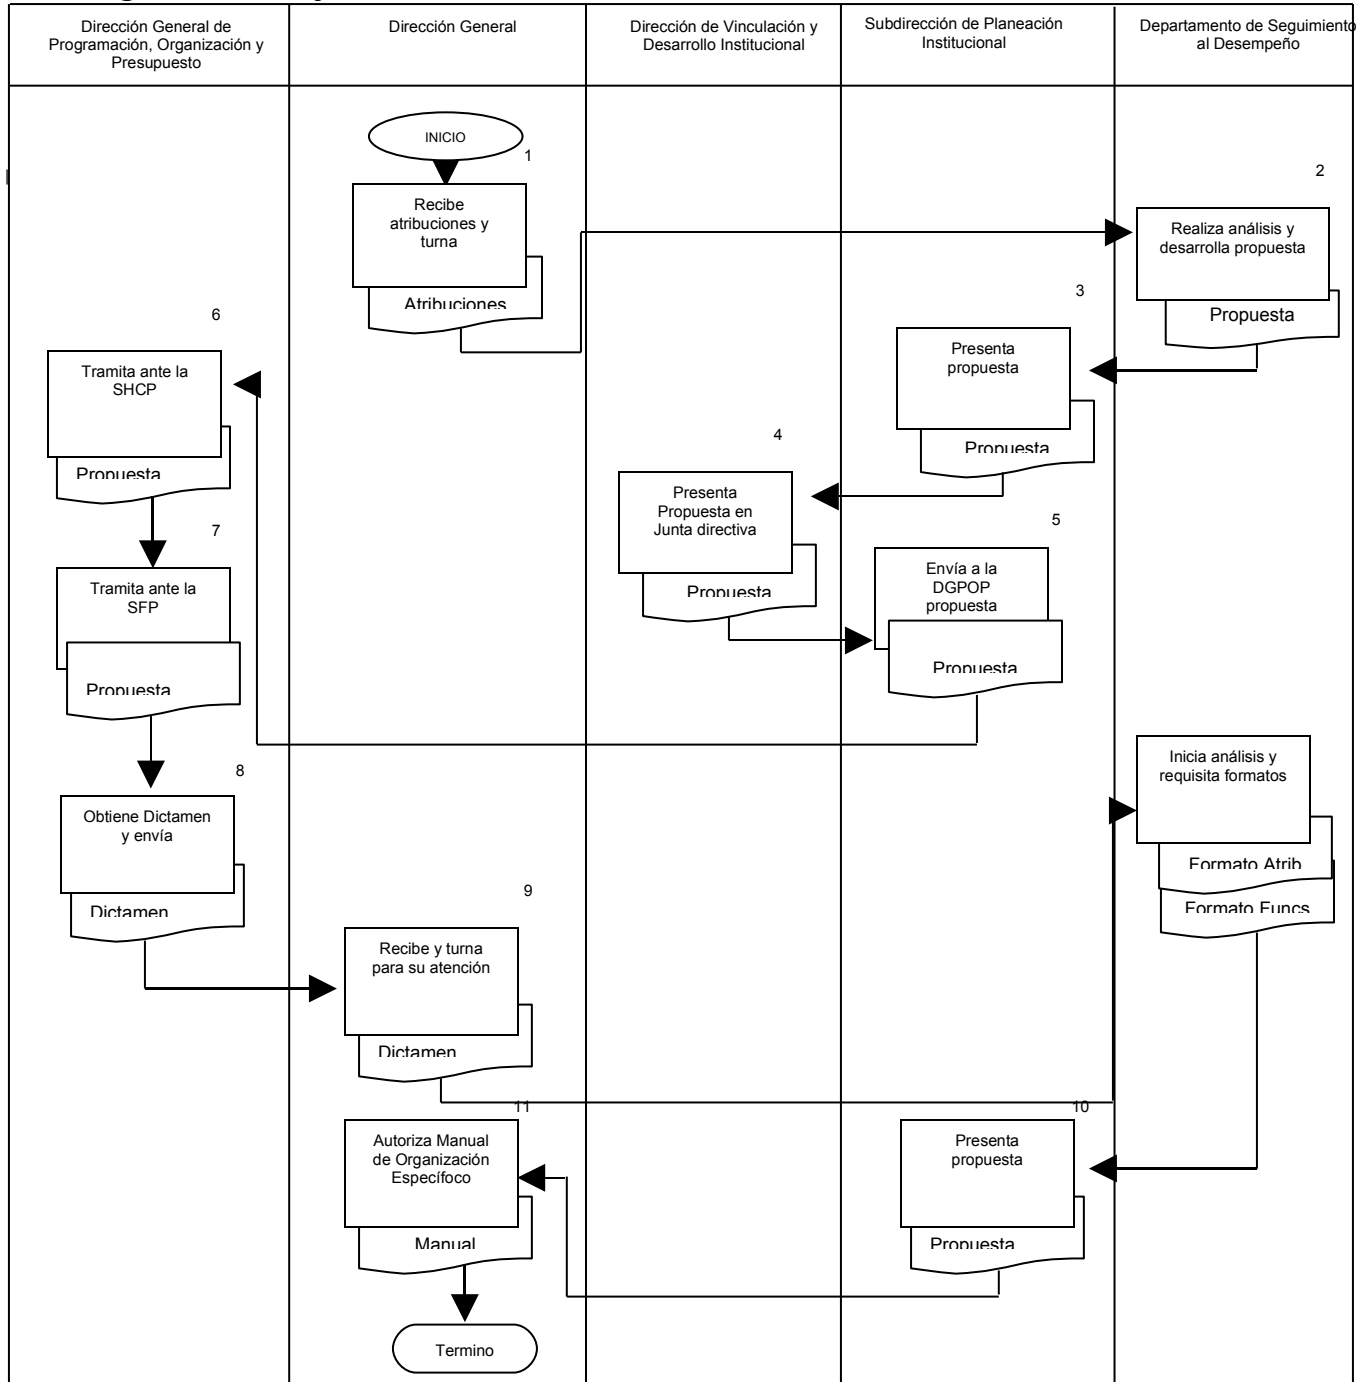 Dirección General de
Programación, Organización y
Presupuesto
Dirección General
Dirección de Vinculación y
Desarrollo Institucional
Subdirección de Planeación
Institucional
Departamento de Seguimiento
al Desempeño
INICIO
1
Recibe
atribuciones y
turna
Atribuciones
2
Realiza análisis y
desarrolla propuesta
Propuesta
3
Presenta
propuesta
Propuesta
4
Presenta
Propuesta en
Junta directiva
Propuesta
5
Envía a la
DGPOP
propuesta
Propuesta
6
Tramita ante la
SHCP
Propuesta
7
Tramita ante la
SFP
Propuesta
8
Obtiene Dictamen
y envía
Dictamen
9
Recibe y turna
para su atención
Dictamen
Inicia análisis y
requisita formatos
Formato Atrib
Formato Funcs
10
Presenta
propuesta
Propuesta
11
Autoriza Manual
de Organización
Específoco
Manual
Termino